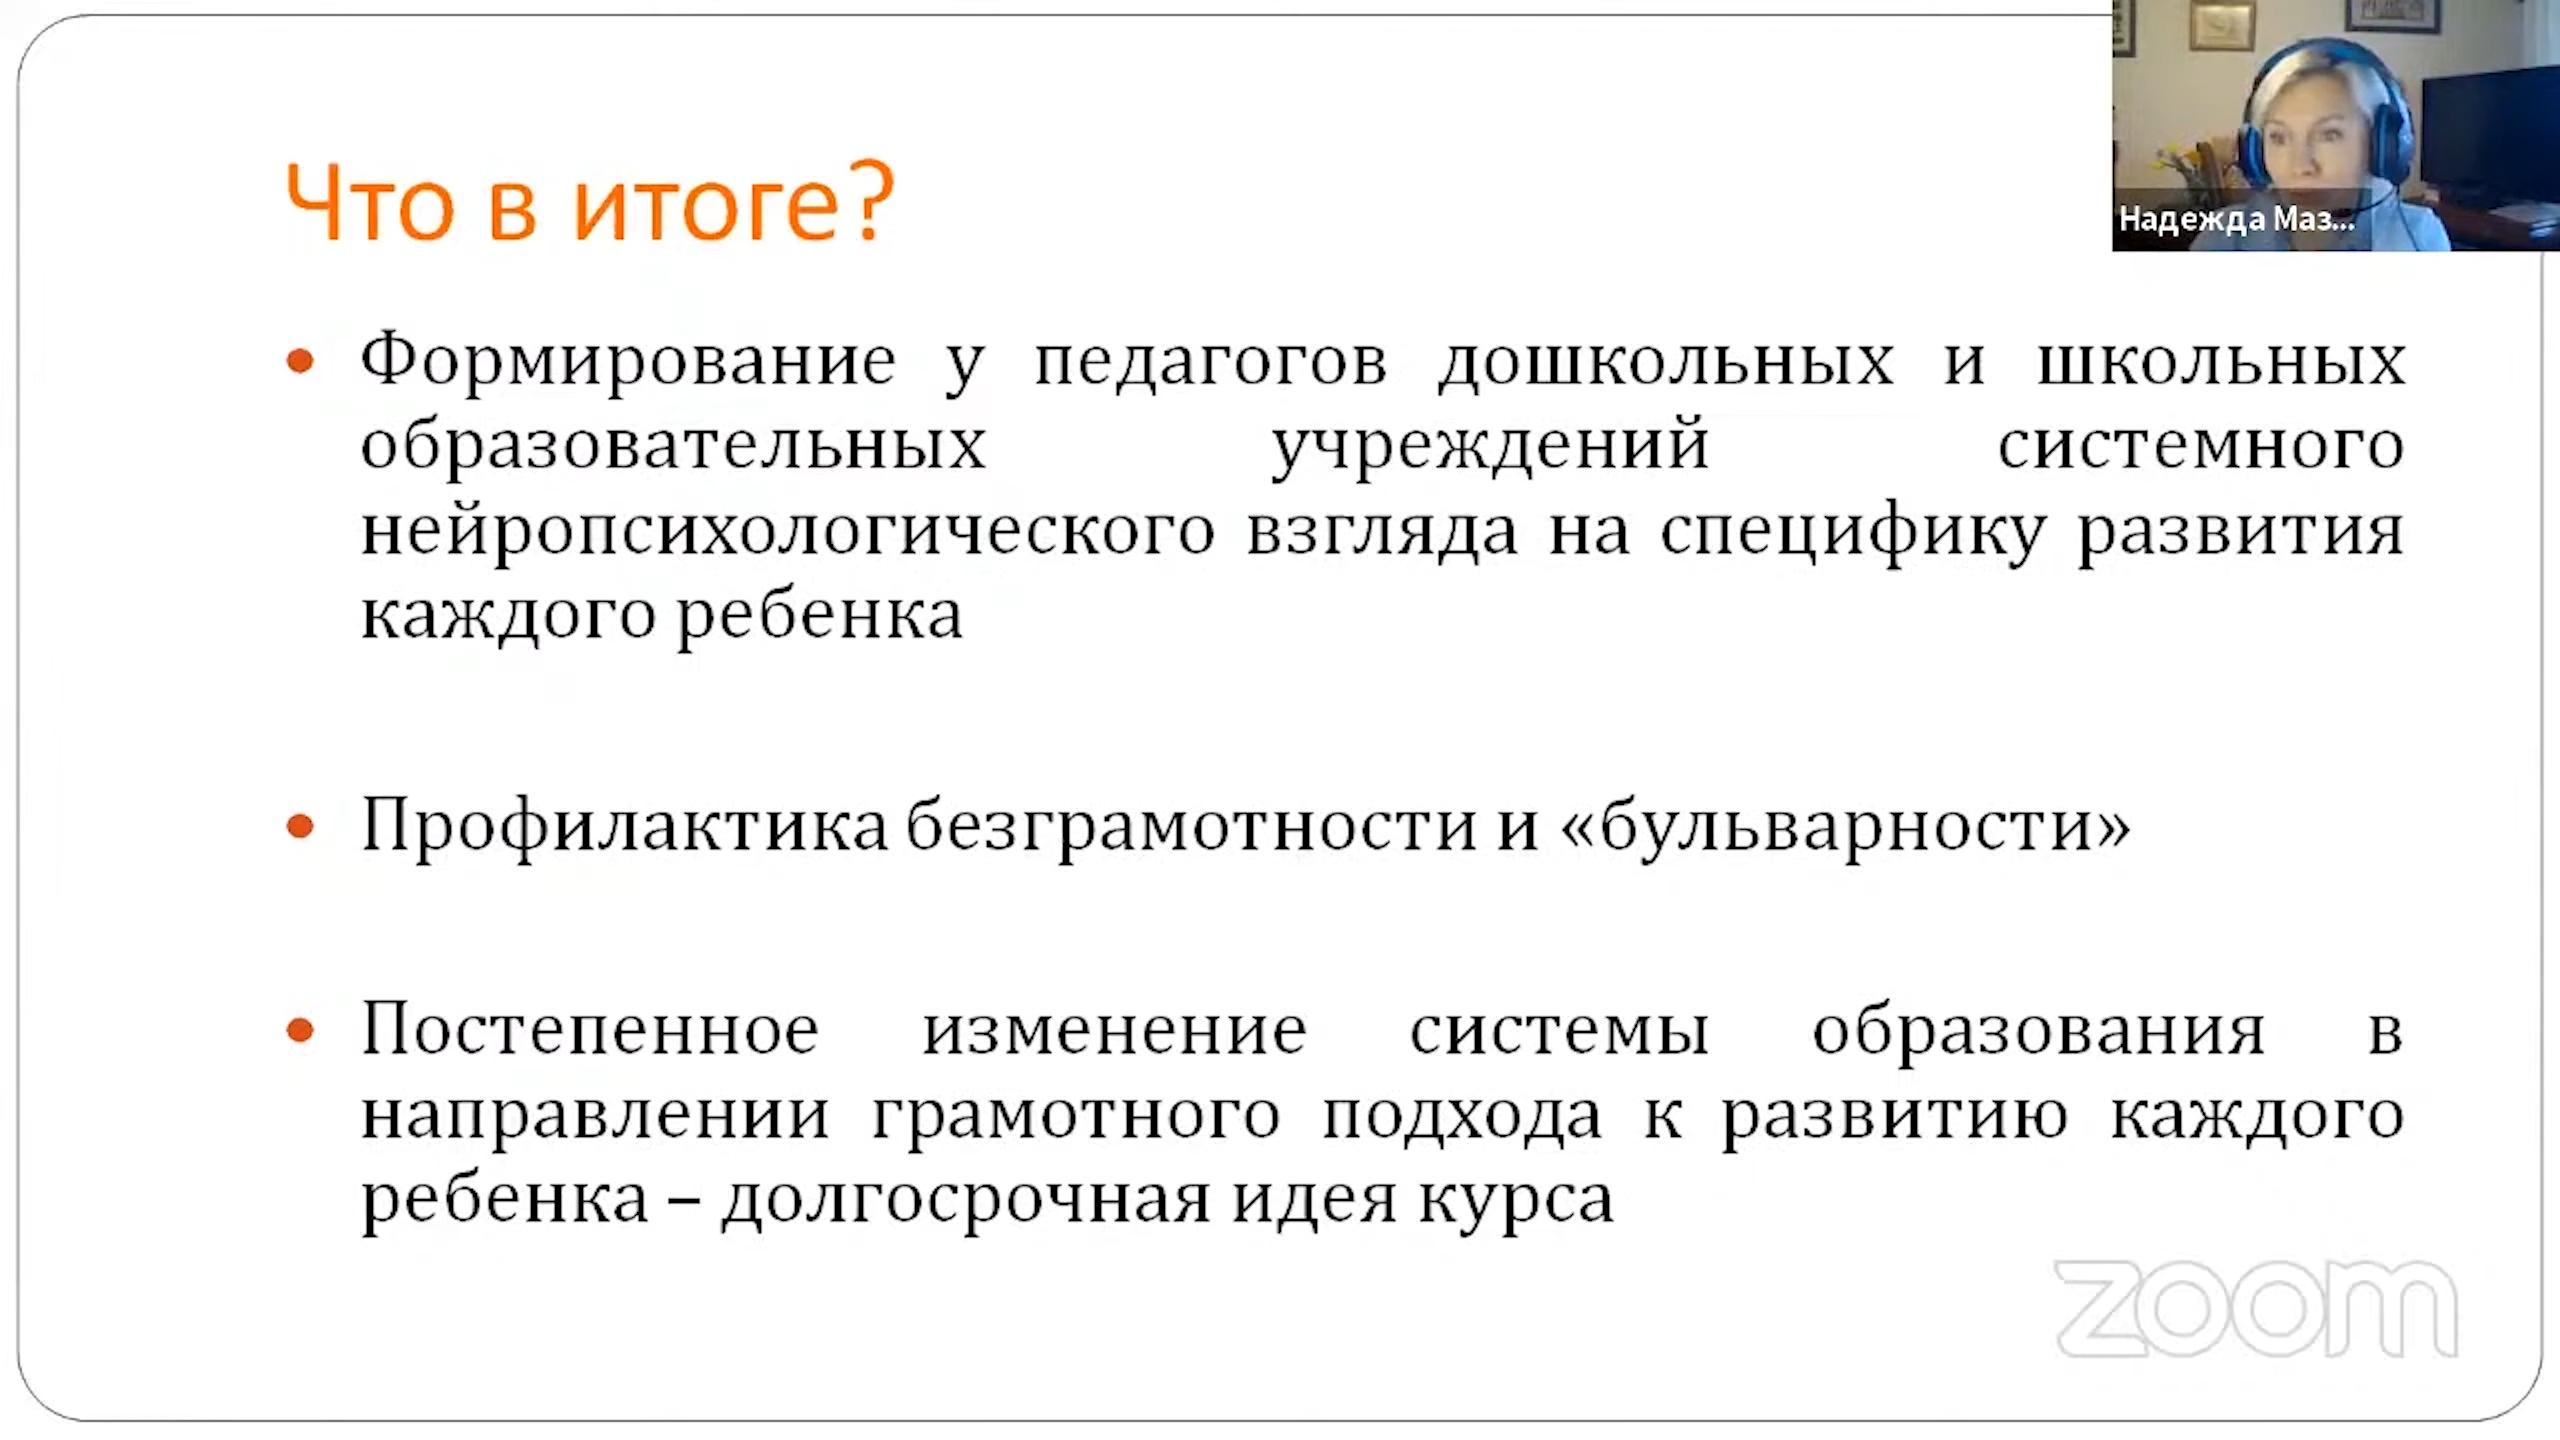 Что в итоге?
Надежда Маз...
• Формирование у педагогов дошкольных и школьных
образовательных учреждений системного
нейропсихологического взгляда на специфику развития
каждого ребенка
• Профилактика безграмотности и «бульварности»
• Постепенное изменение системы образования в
направлении грамотного подхода к развитию каждого
ребенка – долгосрочная идея курса
zoom